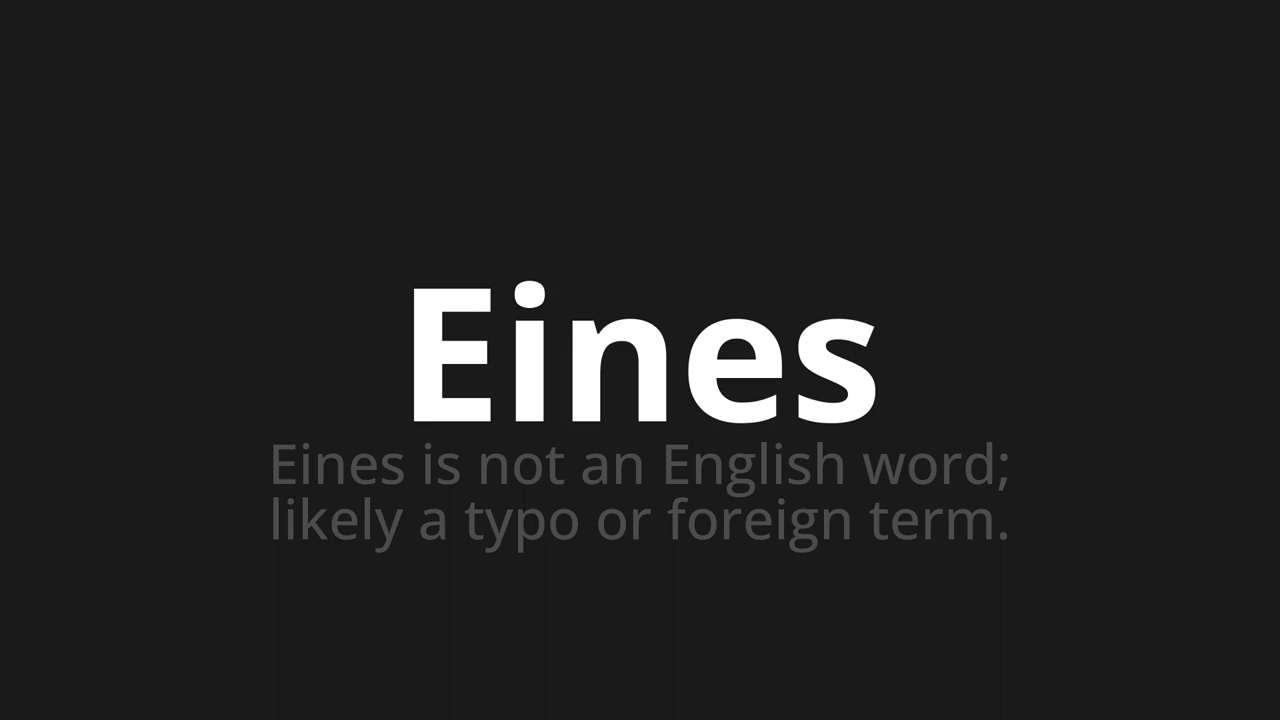 Eines
Eines is not an English word;
likely a typo or foreign term.